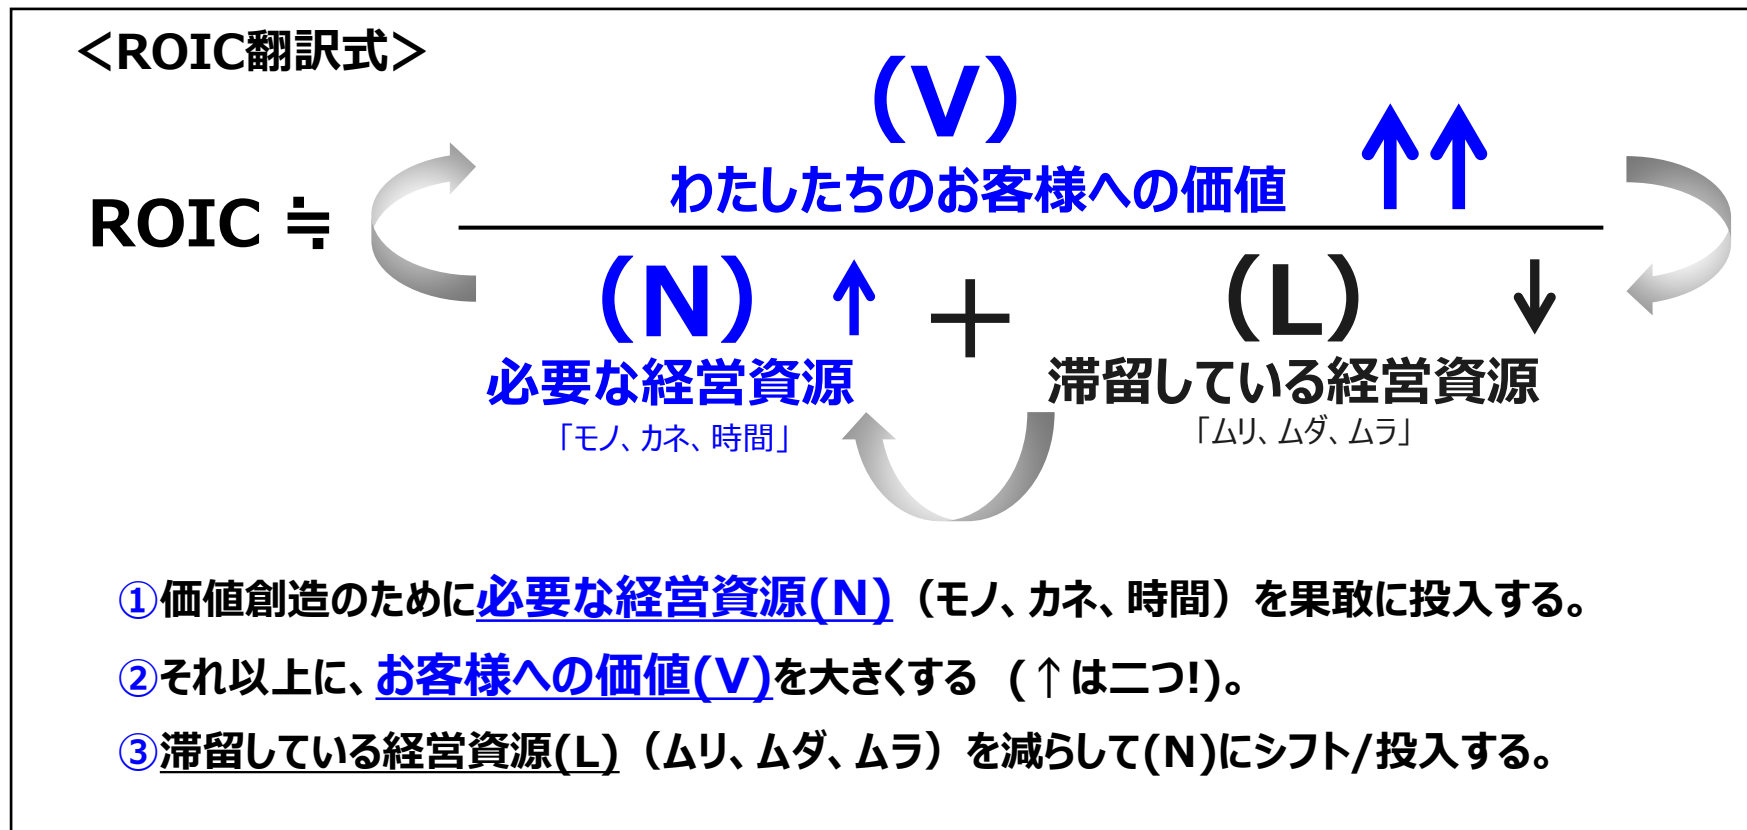 <ROIC翻訳式>
(V)
わたしたちのお客様への価値 ↑↑
ROIC ≒
(N) ↑ + (L) ↓
必要な経営資源 滞留している経営資源
「モノ、カネ、時間」 「ムリ、ムダ、ムラ」
①価値創造のために必要な経営資源(N)(モノ、カネ、時間)を果敢に投入する。
②それ以上に、お客様への価値(V)を大きくする (↑は二つ!)。
③滞留している経営資源(L)(ムリ、ムダ、ムラ)を減らして(N)にシフト/投入する。